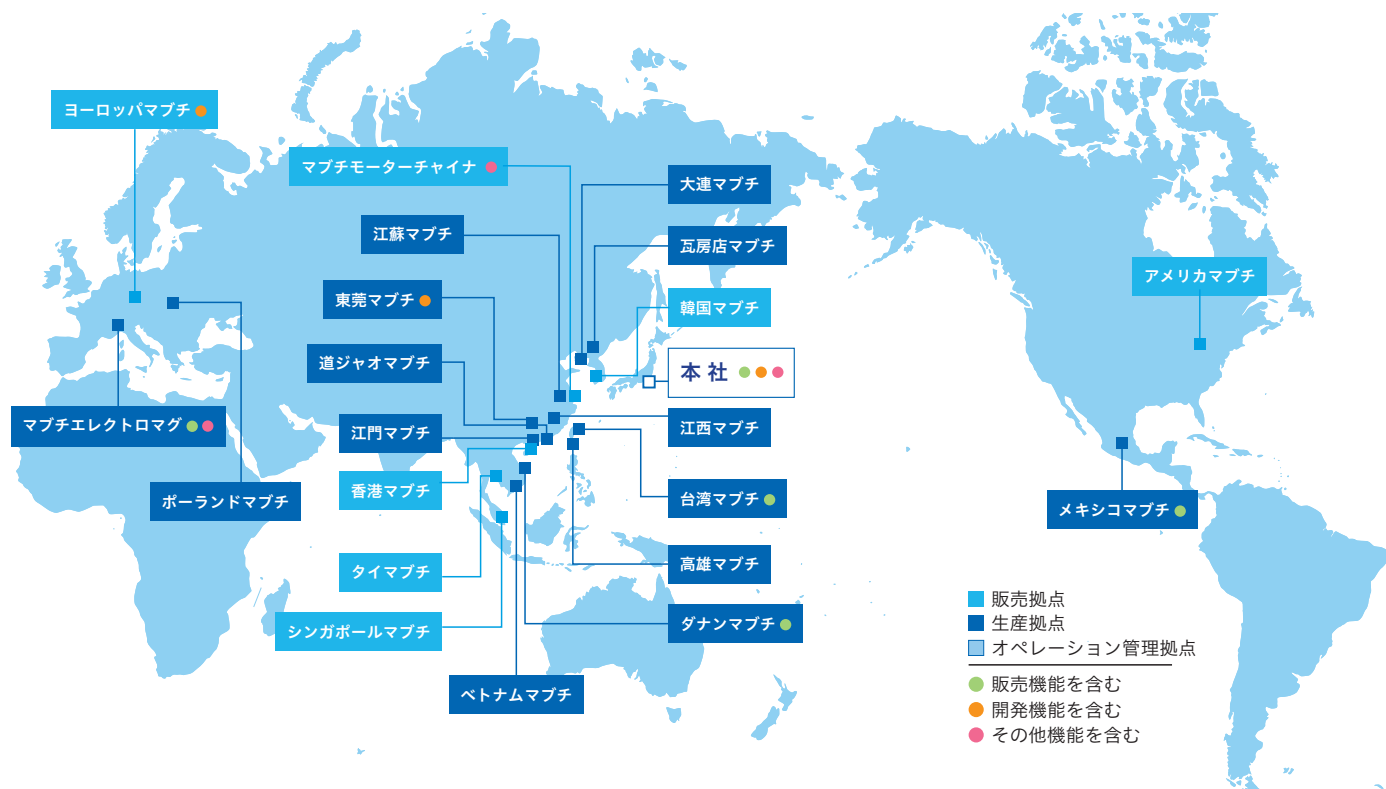 ヨーロッパマブチ
マブチモーターチャイナ
大連マブチ
江蘇マブチ
瓦房店マブチ
アメリカマブチ
東莞マブチ
韓国マブチ
道ジャオマブチ
本社
マブチエレクトロマグ
江門マブチ
江西マブチ
香港マブチ
ポーランドマブチ
台湾マブチ
メキシコマブチ
タイマブチ
高雄マブチ
シンガポールマブチ
ダナンマブチ
ベトナムマブチ
販売拠点
生産拠点
オペレーション管理拠点
販売機能を含む
開発機能を含む
その他機能を含む